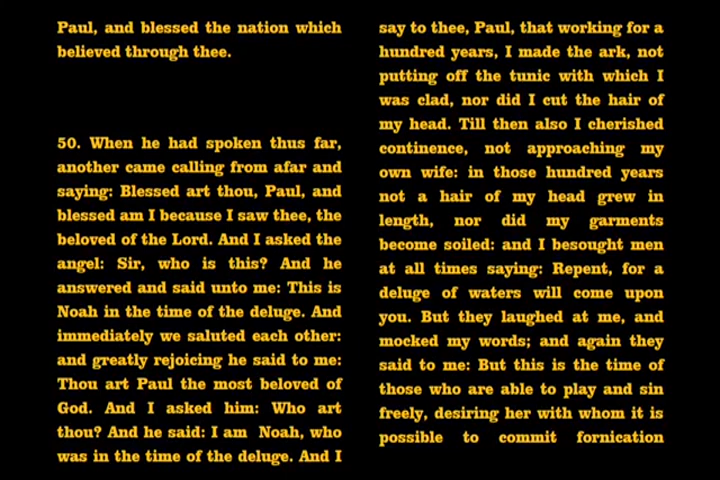 Paul, and blessed the nation which
believed through thee.
50. When he had spoken thus far,
another came calling from afar and
saying: Blessed art thou, Paul, and
blessed am I because I saw thee, the
beloved of the Lord. And I asked the
angel: Sir, who is this? And he
answered and said unto me: This is
Noah in the time of the deluge. And
immediately we saluted each other:
and greatly rejoicing he said to me:
Thou art Paul the most beloved of
God. And I asked him: Who art
thou? And he said: I am Noah, who
was in the time of the deluge. And I
say to thee, Paul, that working for a
hundred years, I made the ark, not
putting off the tunic with which I
was clad, nor did I cut the hair of
my head. Till then also I cherished
continence, not approaching my
own wife: in those hundred years
not a hair of my head grew in
length, nor did my garments
become soiled: and I besought men
at all times saying: Repent, for a
deluge of waters will come upon
you. But they laughed at me, and
mocked my words; and again they
said to me: But this is the time of
those who are able to play and sin
freely, desiring her with whom it is
possible to commit fornication